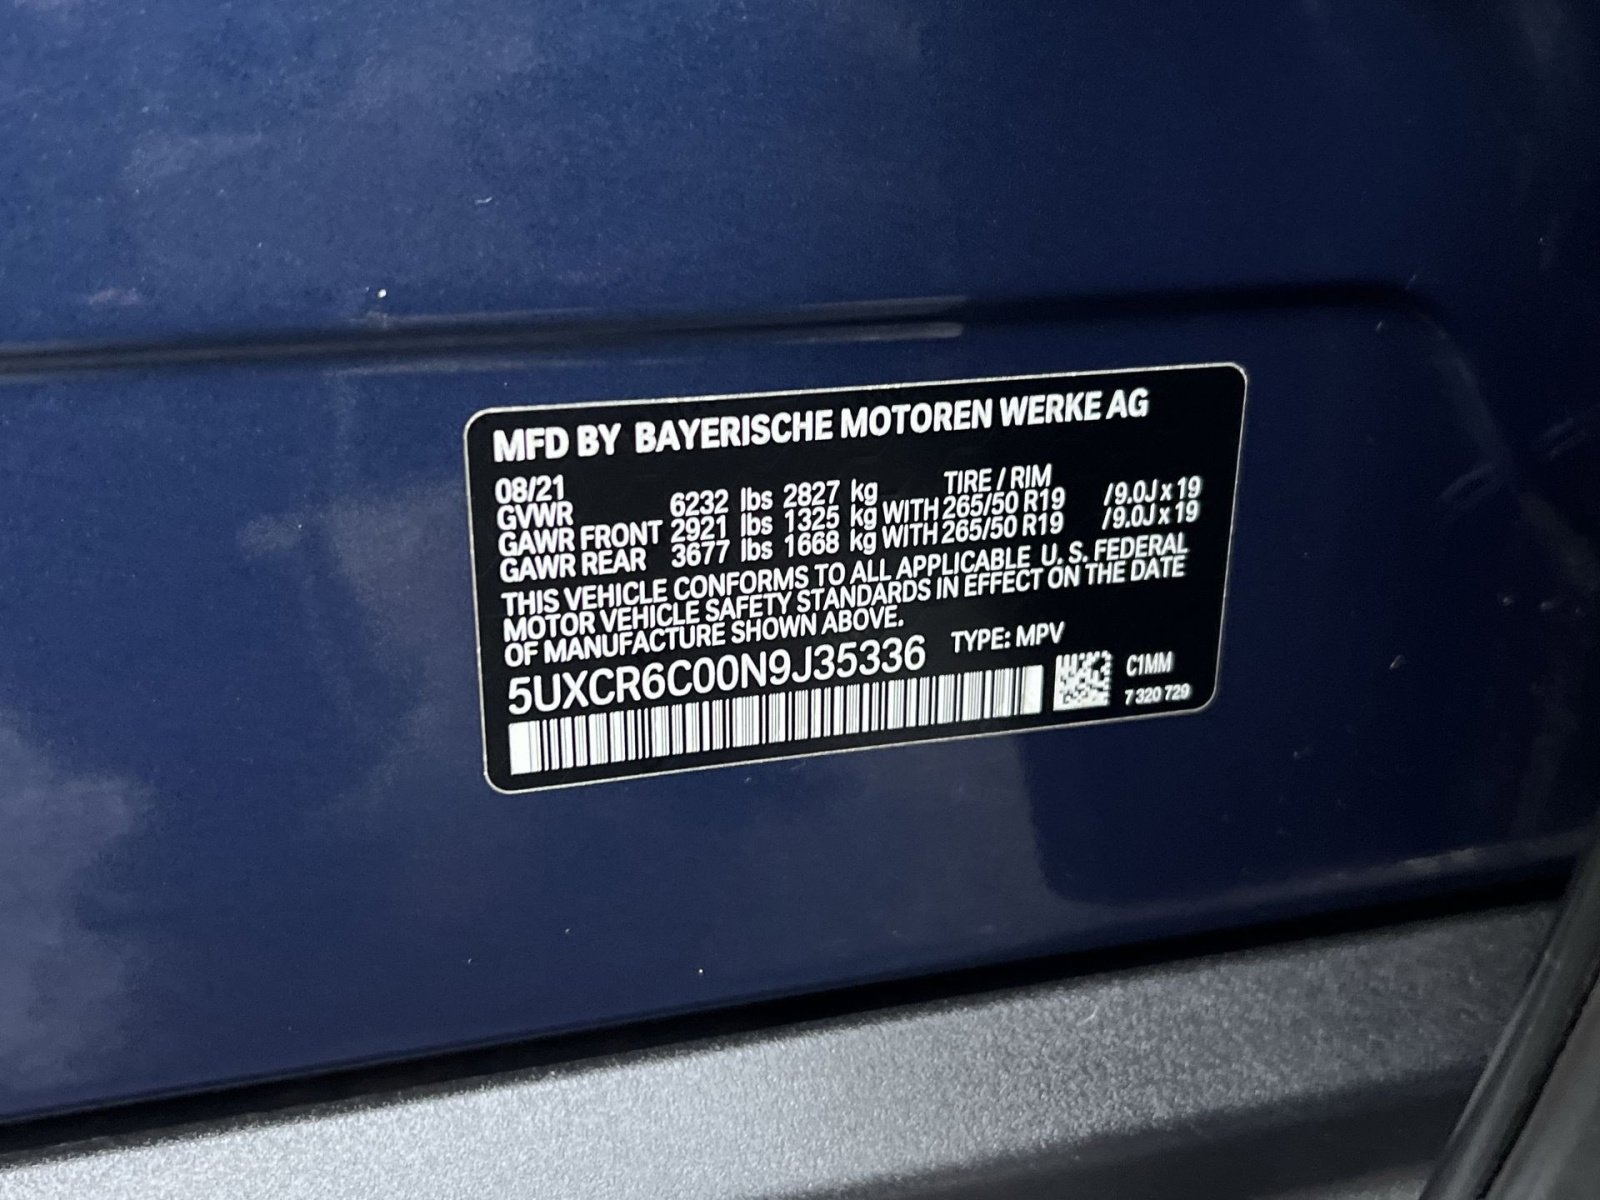 MFD BY BAYERISCHE MOTOREN WERKE AG
08/21 TIRE / RIM
GVWR 6232 lbs 2827 kg
GAWR FRONT 2921 lbs 1325 kg WITH 265/50 R19 /9.0J x 19
GAWR REAR 3677 lbs 1668 kg WITH 265/50 R19 /9.0J x 19
THIS VEHICLE CONFORMS TO ALL APPLICABLE U. S. FEDERAL
MOTOR VEHICLE SAFETY STANDARDS IN EFFECT ON THE DATE
OF MANUFACTURE SHOWN ABOVE.
5UXCR6C00N9J35336 TYPE: MPV
C1MM
7 320 729